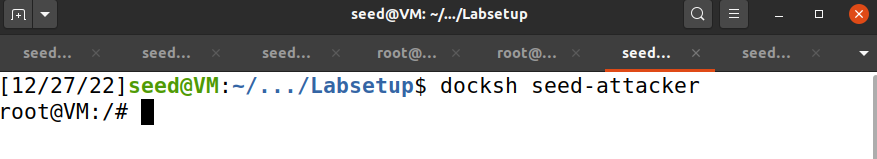 seed@VM: ~/.../Labsetup
seed... seed... seed... root@... root@... seed... seed...
[12/27/22]seed@VM:~/.../Labsetup$ docksh seed-attacker
root@VM:/#